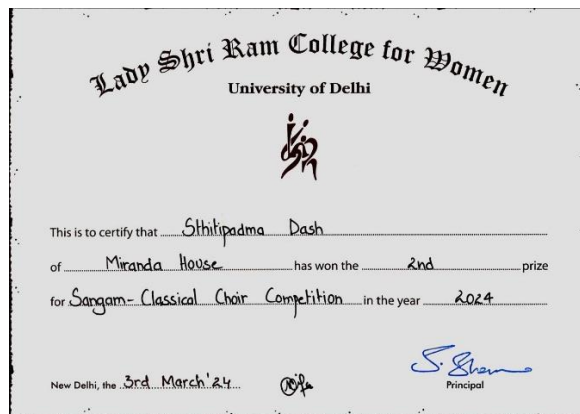 Lady Shri Ram College for Women
University of Delhi
This is to certify that Sthitipadma Dash
of Miranda House has won the 2nd prize
for Sangam- Classical Choir Competition in the year 2024
New Delhi, the 3rd March'24
Principal